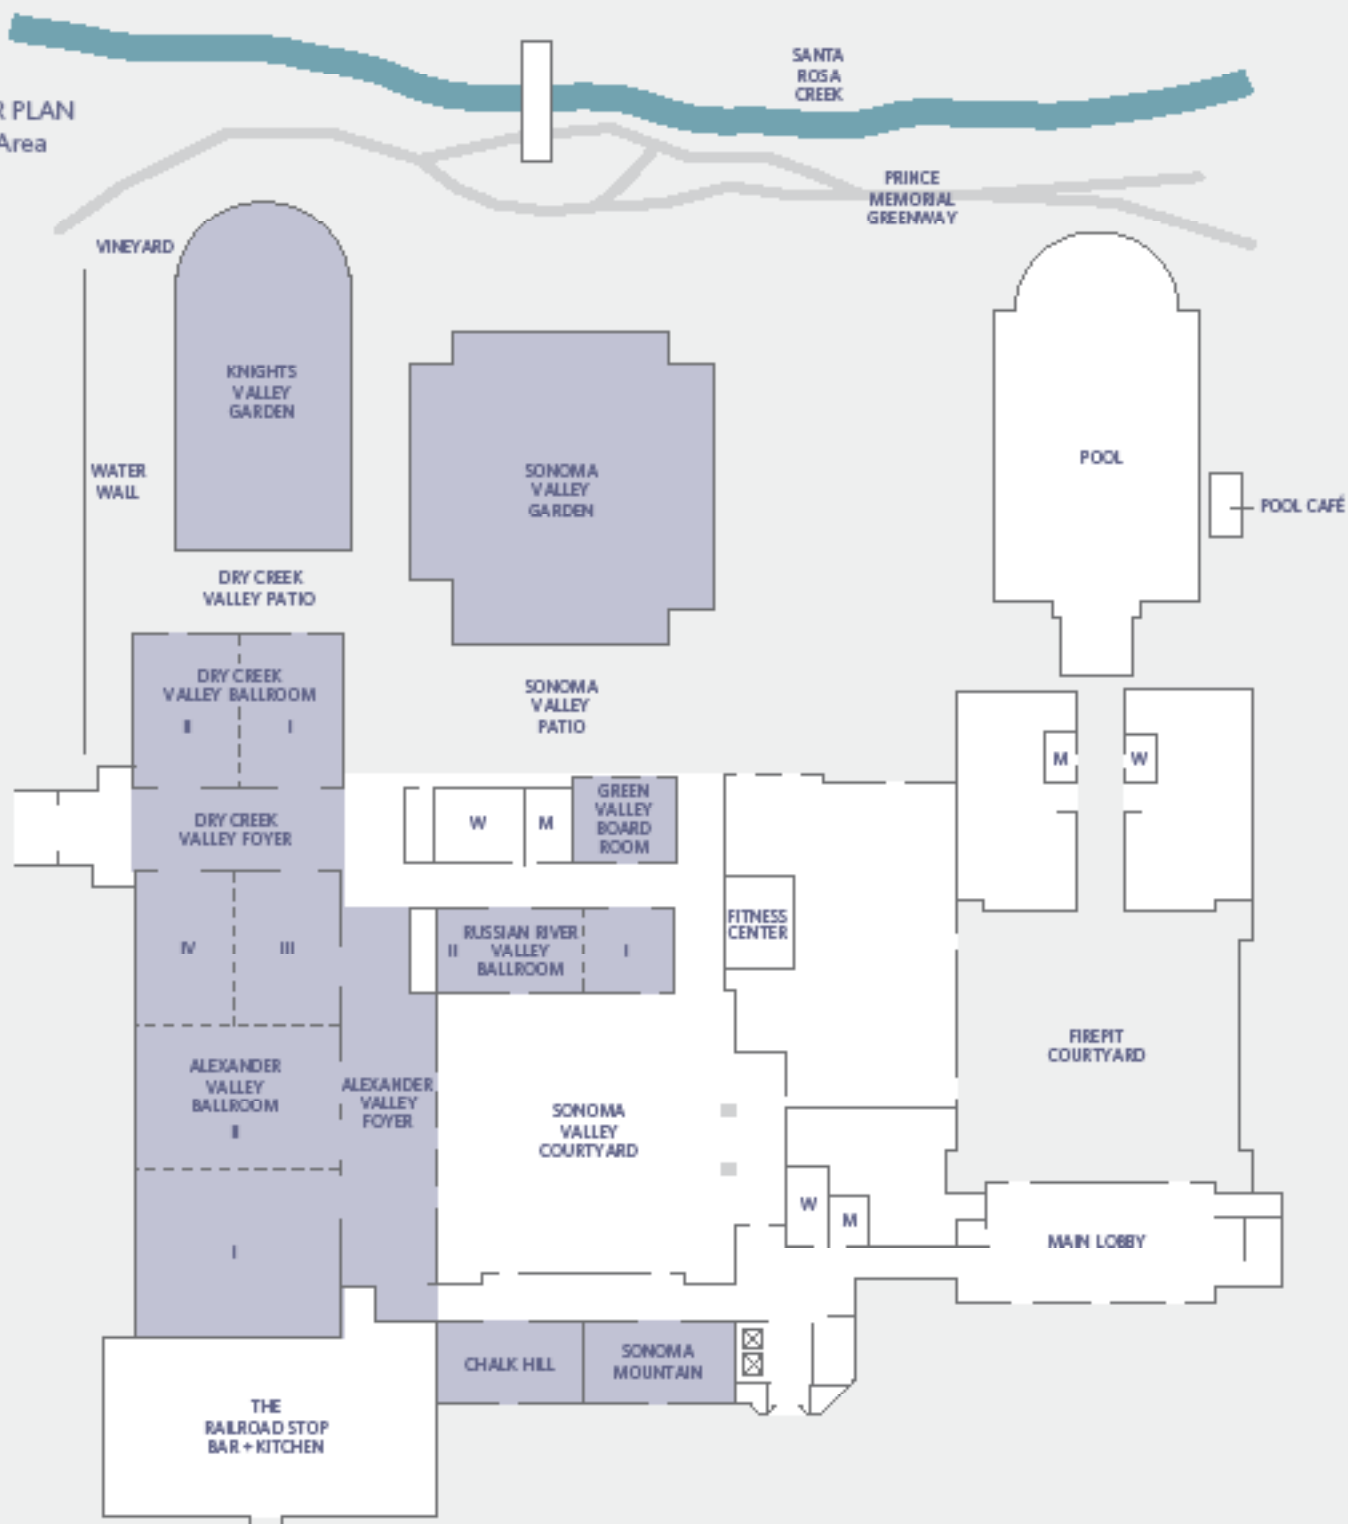 R PLAN
Area
SANTA
ROSA
CREEK
PRINCE
MEMORIAL
GREENWAY
VINEYARD
KNIGHTS
VALLEY
GARDEN
WATER
WALL
SONOMA
VALLEY
GARDEN
POOL
POOL CAFÉ
DRY CREEK
VALLEY PATIO
DRY CREEK
VALLEY BALLROOM
II I
SONOMA
VALLEY
PATIO
M W
DRY CREEK
VALLEY FOYER
W M
GREEN
VALLEY
BOARD
ROOM
FITNESS
CENTER
IV III
RUSSIAN RIVER
II VALLEY I
BALLROOM
FIREPIT
COURTYARD
ALEXANDER
VALLEY
BALLROOM
II
ALEXANDER
VALLEY
FOYER
SONOMA
VALLEY
COURTYARD
W
M
I
MAIN LOBBY
CHALK HILL
SONOMA
MOUNTAIN
THE
RAILROAD STOP
BAR + KITCHEN